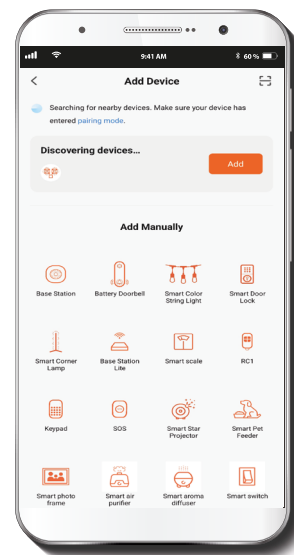 9:41 AM
60 %
Add Device
Searching for nearby devices. Make sure your device has
entered pairing mode.
Discovering devices...
Add
Add Manually
Base Station
Battery Doorbell
Smart Color
String Light
Smart Door
Lock
Smart Corner
Lamp
Base Station
Lite
Smart scale
RC1
Keypad
SOS
Smart Star
Projector
Smart Pet
Feeder
Smart photo
frame
Smart air
purifier
Smart aroma
diffuser
Smart switch